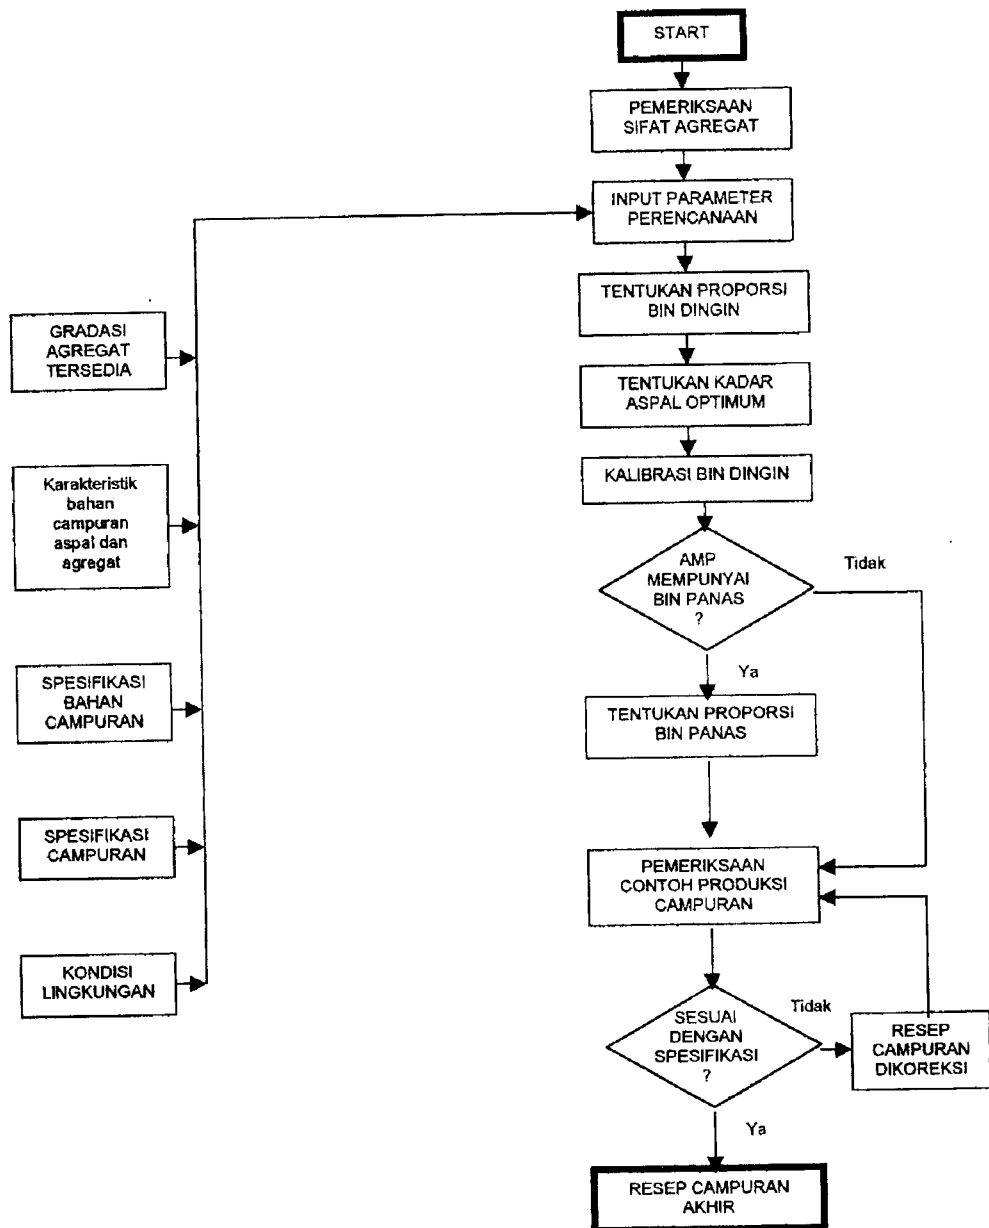 START
PEMERIKSAAN
SIFAT AGREGAT
INPUT PARAMETER
PERENCANAAN
TENTUKAN PROPORSI
BIN DINGIN
GRADASI
AGREGAT
TERSEDIA
TENTUKAN KADAR
ASPAL OPTIMUM
KALIBRASI BIN DINGIN
Karakteristik
bahan
campuran
aspal dan
agregat
AMP
MEMPUNYAI
BIN PANAS
?
Tidak
Ya
SPESIFIKASI
BAHAN
CAMPURAN
TENTUKAN PROPORSI
BIN PANAS
SPESIFIKASI
CAMPURAN
PEMERIKSAAN
CONTOH PRODUKSI
CAMPURAN
KONDISI
LINGKUNGAN
SESUAI
DENGAN
SPESIFIKASI
?
Tidak
RESEP
CAMPURAN
DIKOREKSI
Ya
RESEP CAMPURAN
AKHIR